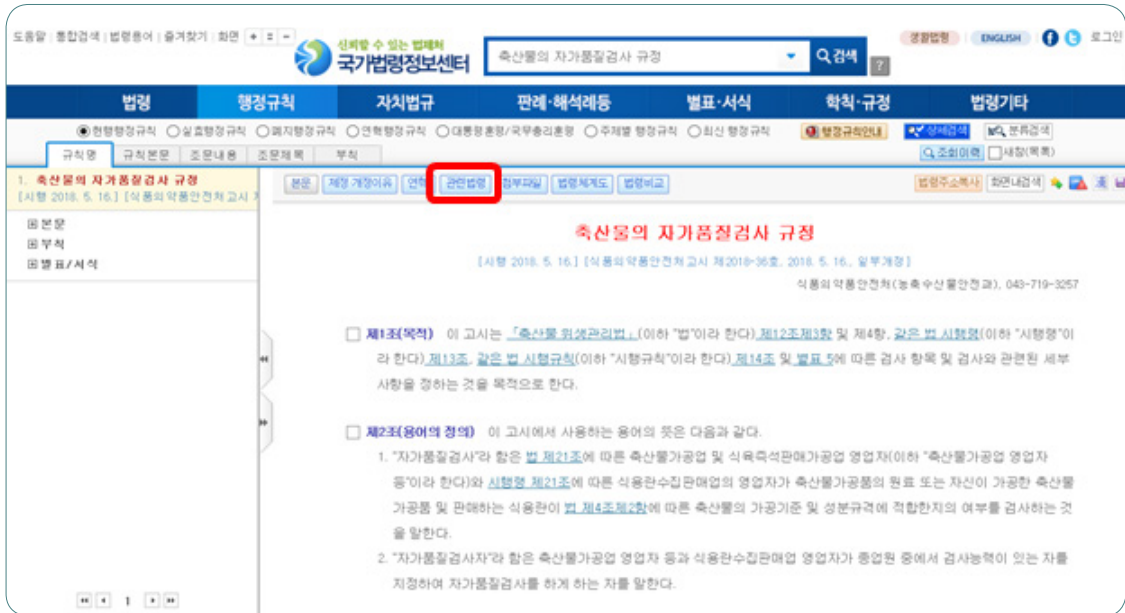 도움말 | 통합검색 | 법령용어 | 즐겨찾기 | 화면 + = -
신뢰할 수 있는 법제처
국가법령정보센터
축산물의 자가품질검사 규정
검색
?
생활법령 ENGLISH 로그인
법령 행정규칙 자치법규 판례·해석례등 별표·서식 학칙·규정 법령기타
현행행정규칙 실효행정규칙 폐지행정규칙 연혁행정규칙 대통령훈령/국무총리훈령 주제별 행정규칙 최신 행정규칙 행정규칙안내 상세검색 분류검색
규칙명 규칙본문 조문내용 조문제목 부칙 조회이력 새창(목록)
1. 축산물의 자가품질검사 규정
[시행 2018. 5. 16.] [식품의약품안전처고시 제
본문
부칙
별표/서식
본문 제정·개정이유 연혁 관련법령 첨부파일 법령체계도 법령비교 법령주소복사 화면내검색
축산물의 자가품질검사 규정
[시행 2018. 5. 16.] [식품의약품안전처고시 제2018-36호, 2018. 5. 16., 일부개정]
식품의약품안전처(농축수산물안전과), 043-719-3257
제1조(목적) 이 고시는 「축산물 위생관리법」(이하 "법"이라 한다) 제12조제3항 및 제4항, 같은 법 시행령(이하 "시행령"이
라 한다) 제13조, 같은 법 시행규칙(이하 "시행규칙"이라 한다) 제14조 및 별표 5에 따른 검사 항목 및 검사와 관련된 세부
사항을 정하는 것을 목적으로 한다.
제2조(용어의 정의) 이 고시에서 사용하는 용어의 뜻은 다음과 같다.
1. "자가품질검사"라 함은 법 제21조에 따른 축산물가공업 및 식육즉석판매가공업 영업자(이하 "축산물가공업 영업자
등"이라 한다)와 시행령 제21조에 따른 식용란수집판매업의 영업자가 축산물가공품의 원료 또는 자신이 가공한 축산물
가공품 및 판매하는 식용란이 법 제4조제2항에 따른 축산물의 가공기준 및 성분규격에 적합한지의 여부를 검사하는 것
을 말한다.
2. "자가품질검사자"라 함은 축산물가공업 영업자 등과 식용란수집판매업 영업자가 종업원 중에서 검사능력이 있는 자를
지정하여 자가품질검사를 하게 하는 자를 말한다.
1